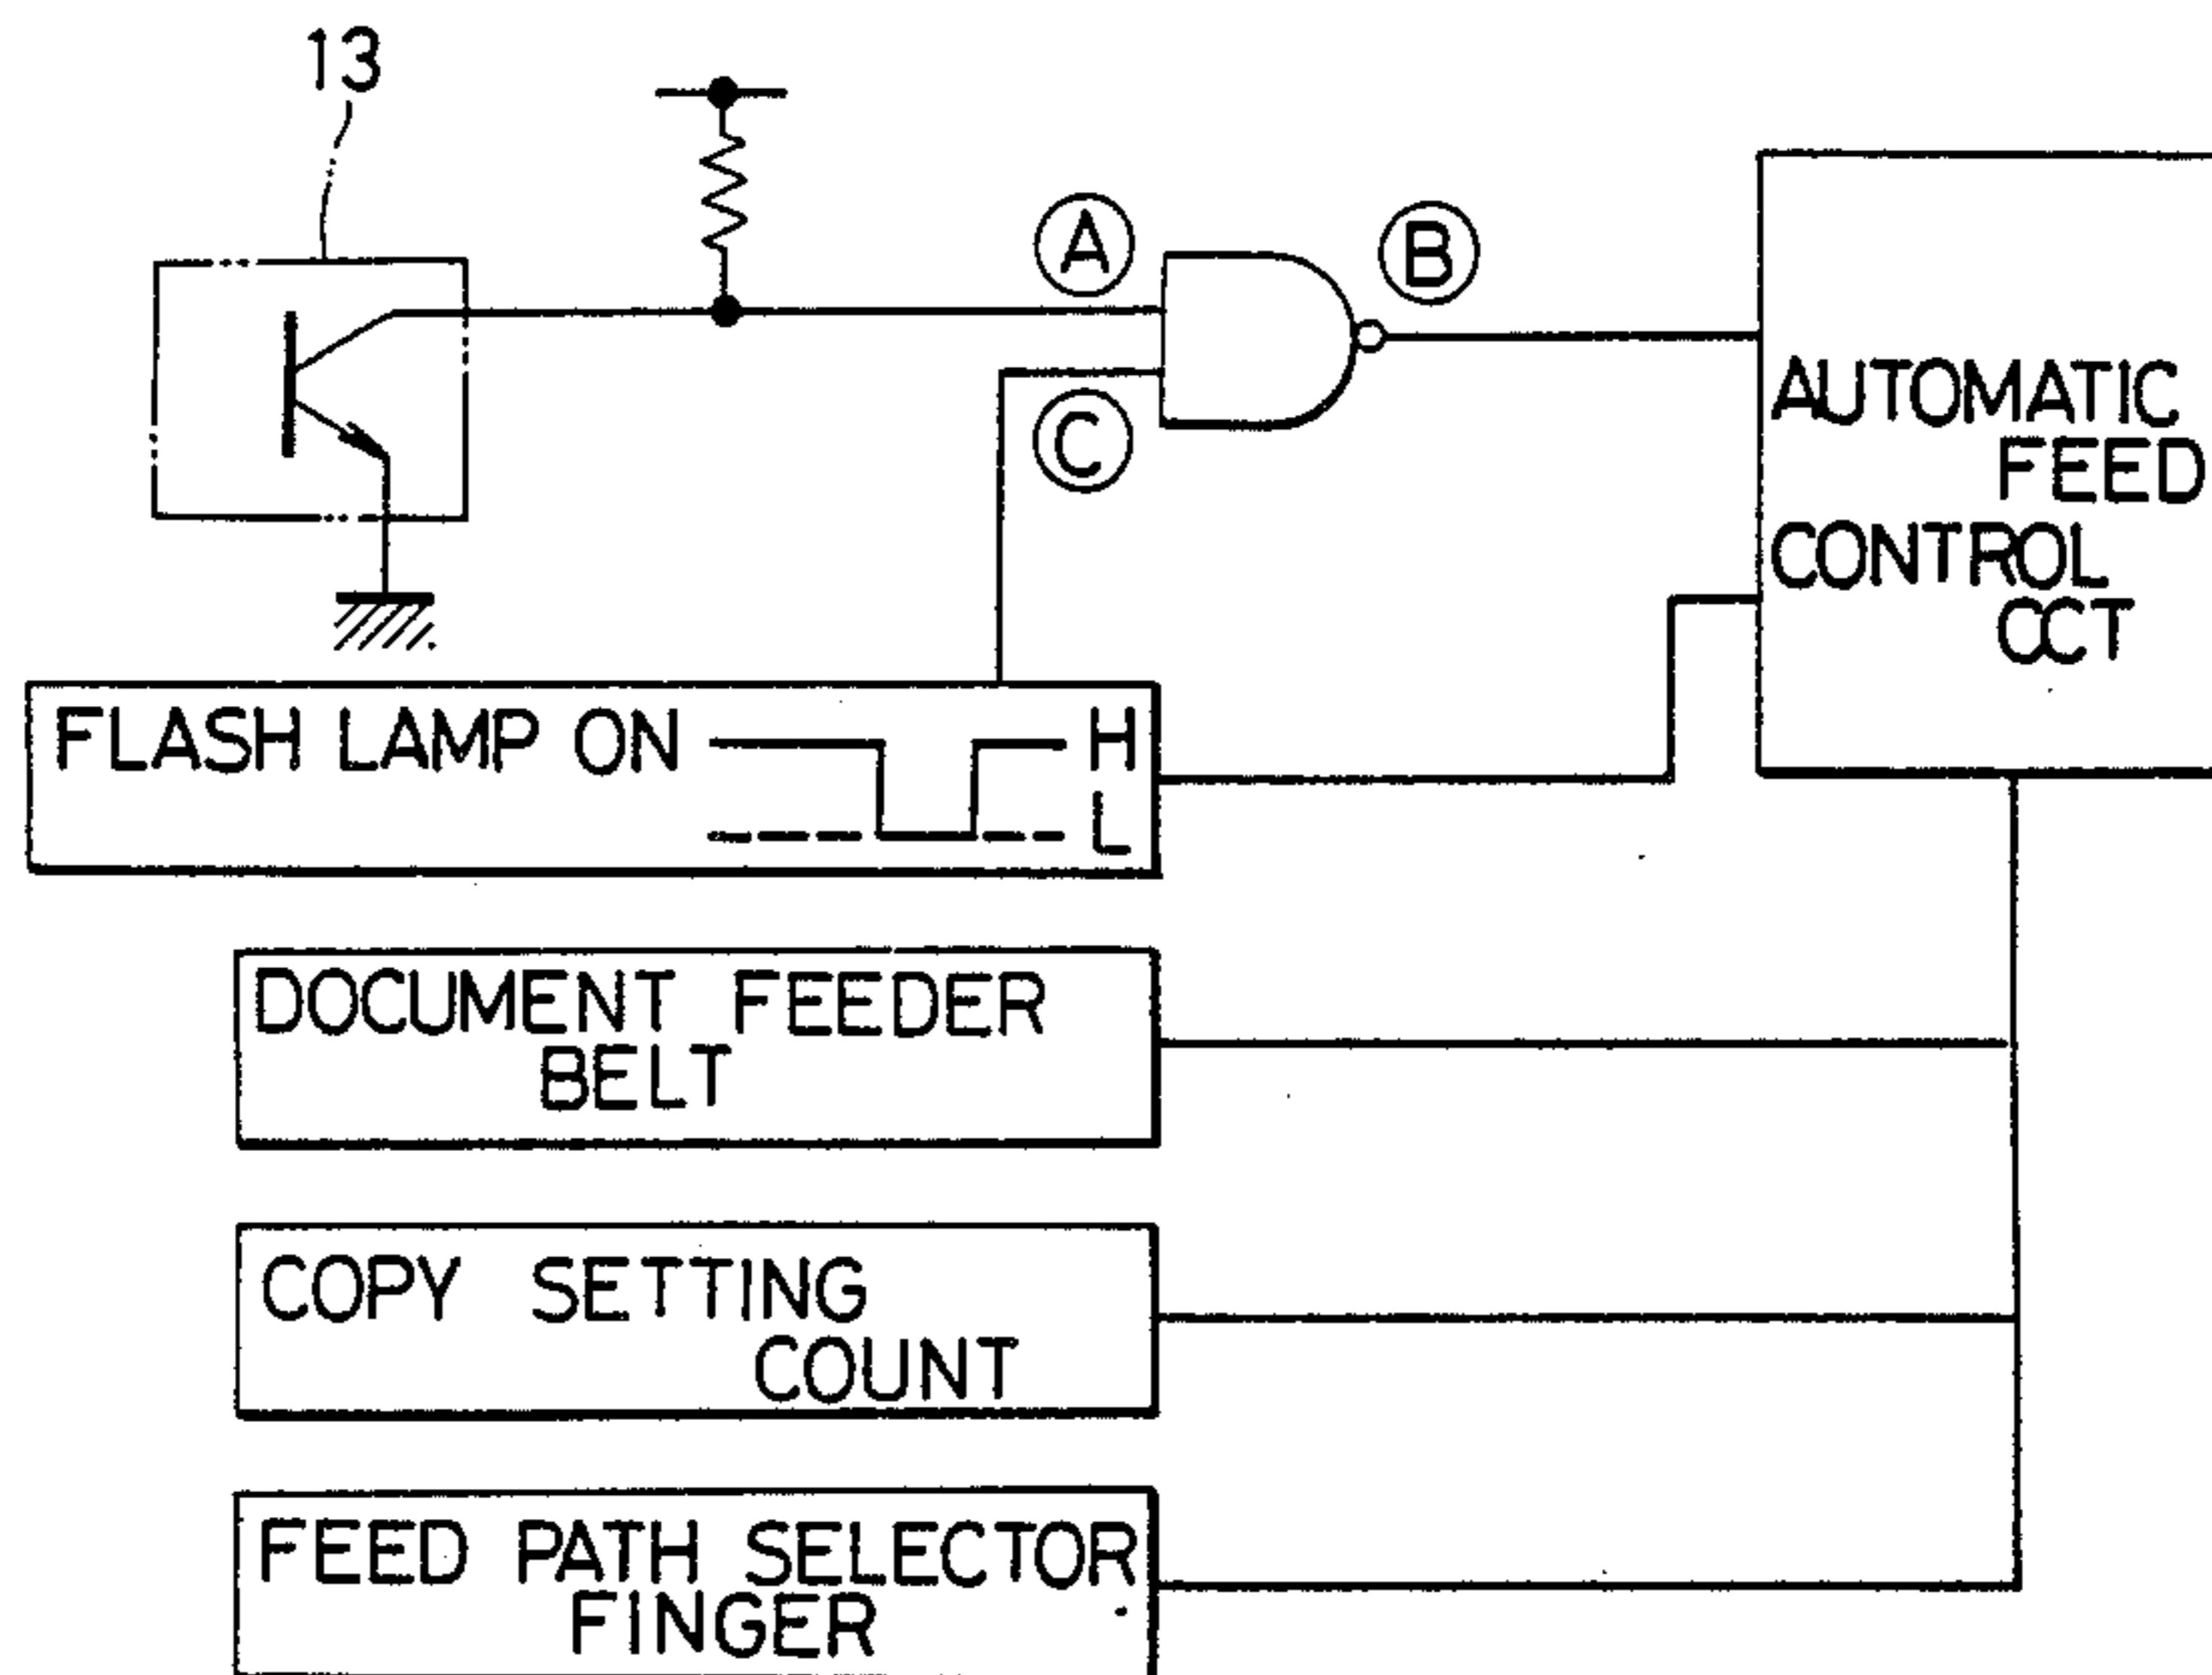 13
A
B
C
AUTOMATIC
FEED
CONTROL
CCT
FLASH LAMP ON
H
L
DOCUMENT FEEDER
BELT
COPY SETTING
COUNT
FEED PATH SELECTOR
FINGER